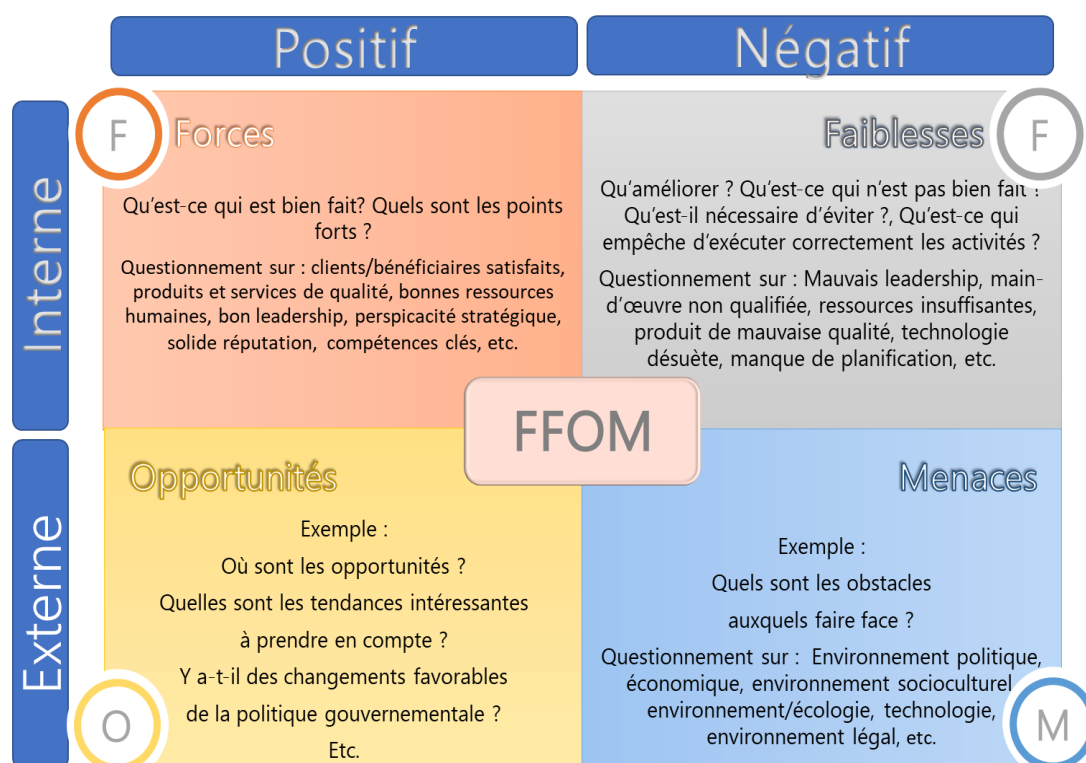 Positif
Négatif
Interne
F
Forces
Qu'est-ce qui est bien fait? Quels sont les points
forts ?
Questionnement sur : clients/bénéficiaires satisfaits,
produits et services de qualité, bonnes ressources
humaines, bon leadership, perspicacité stratégique,
solide réputation, compétences clés, etc.
Faiblesses
F
Qu'améliorer ? Qu'est-ce qui n'est pas bien fait ?
Qu'est-il nécessaire d'éviter ?, Qu'est-ce qui
empêche d'exécuter correctement les activités ?
Questionnement sur : Mauvais leadership, main-
d'œuvre non qualifiée, ressources insuffisantes,
produit de mauvaise qualité, technologie
désuète, manque de planification, etc.
FFOM
Externe
Opportunités
Exemple :
Où sont les opportunités ?
Quelles sont les tendances intéressantes
à prendre en compte ?
Y a-t-il des changements favorables
de la politique gouvernementale ?
Etc.
O
Menaces
Exemple :
Quels sont les obstacles
auxquels faire face ?
Questionnement sur : Environnement politique,
économique, environnement socioculturel
environnement/écologie, technologie,
environnement légal, etc.
M